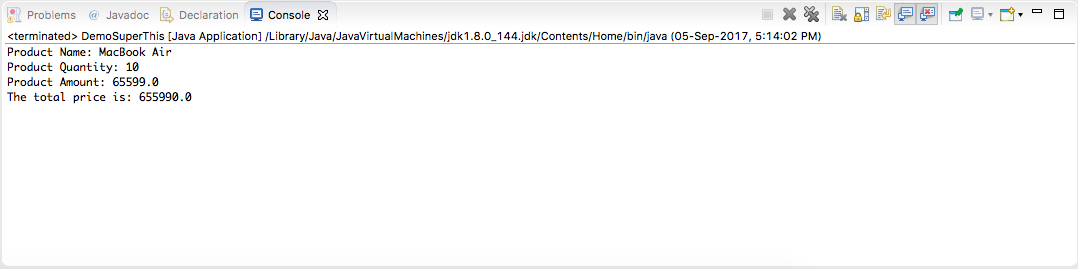 Problems @ Javadoc Declaration Console
<terminated> DemoSuperThis [Java Application] /Library/Java/JavaVirtualMachines/jdk1.8.0_144.jdk/Contents/Home/bin/java (05-Sep-2017, 5:14:02 PM)
Product Name: MacBook Air
Product Quantity: 10
Product Amount: 65599.0
The total price is: 655990.0